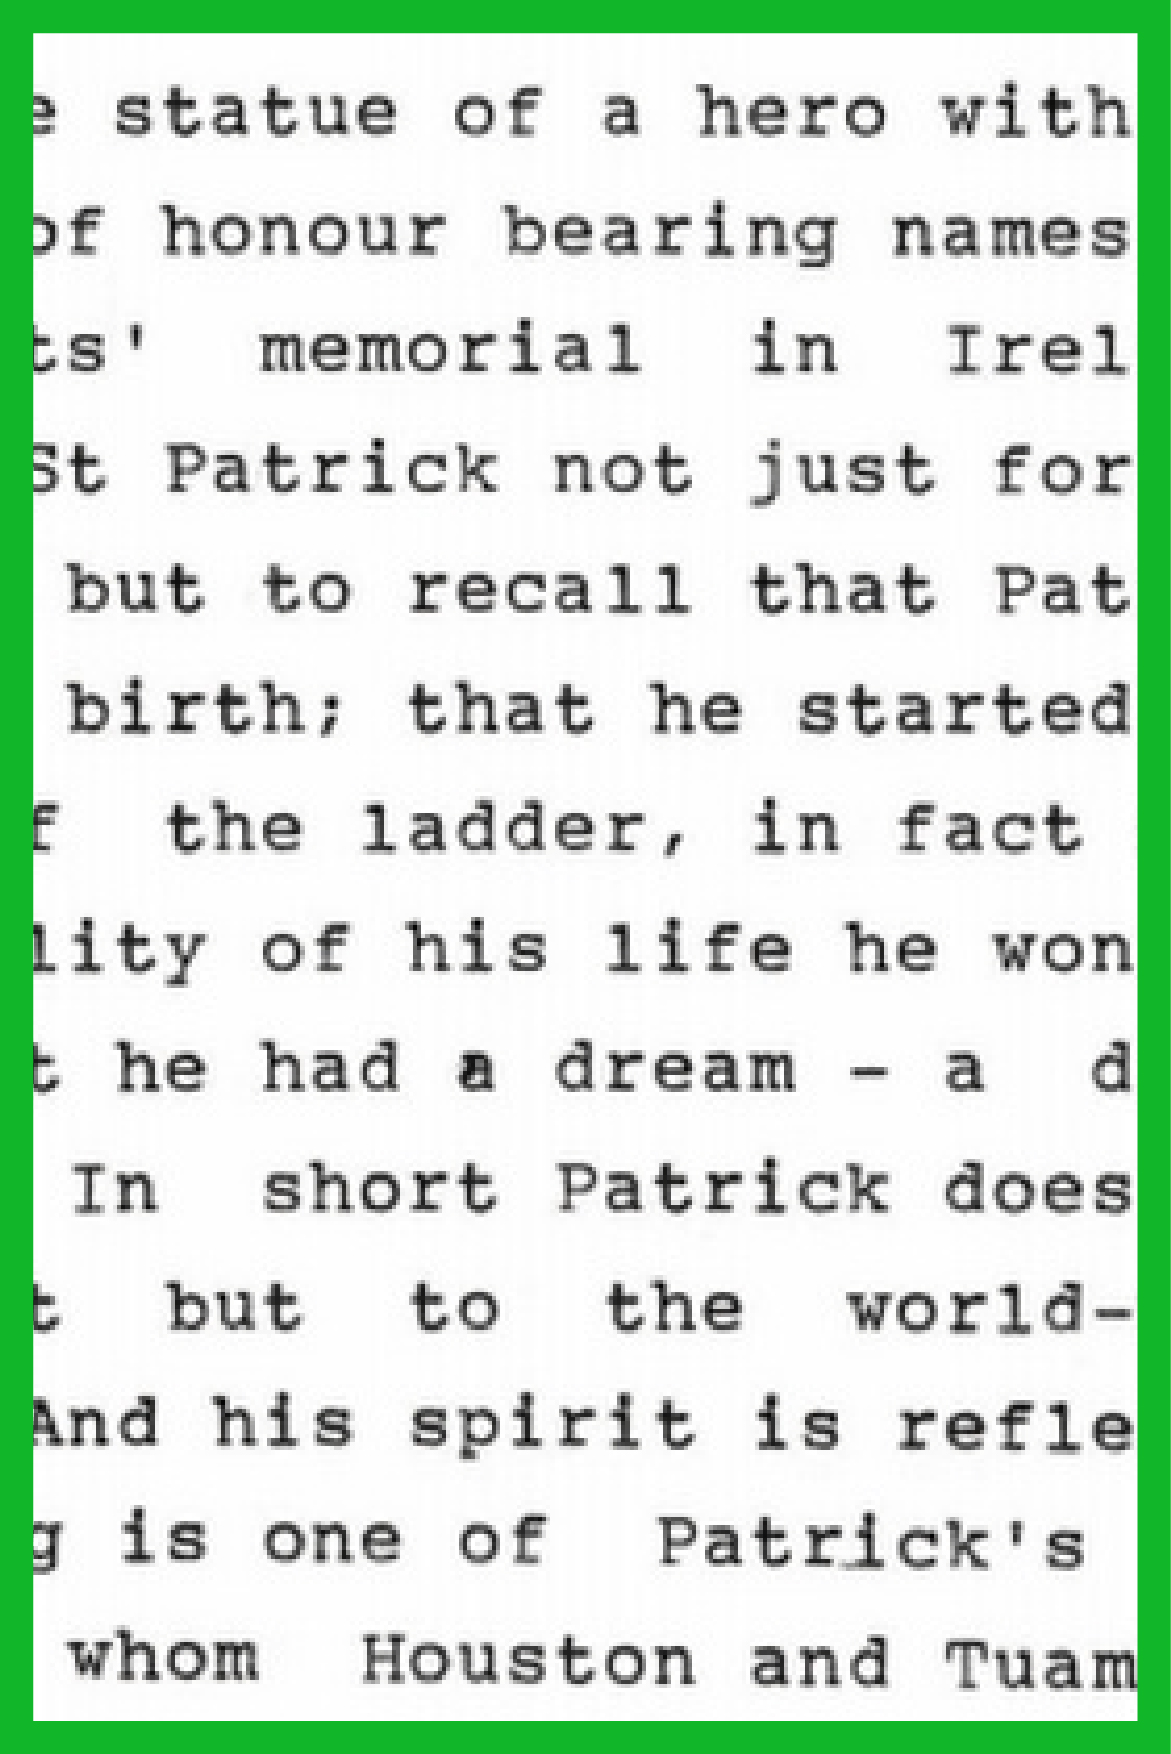 e statue of a hero with
of honour bearing names
ts' memorial in Irel
St Patrick not just for
but to recall that Pat
birth; that he started
f the ladder, in fact
lity of his life he won
t he had a dream - a d
In short Patrick does
t but to the world-
And his spirit is refle
g is one of Patrick's
whom Houston and Tuam